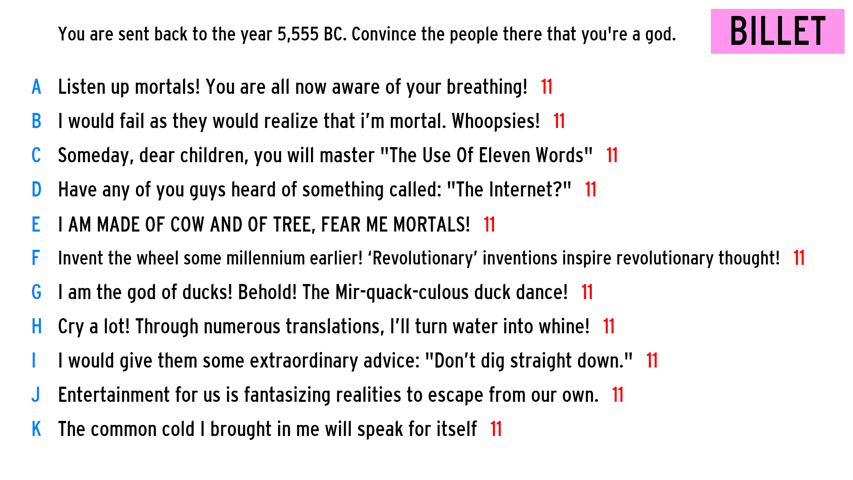 You are sent back to the year 5,555 BC. Convince the people there that you're a god.
BILLET
A Listen up mortals! You are all now aware of your breathing! 11
B I would fail as they would realize that i’m mortal. Whoopsies! 11
C Someday, dear children, you will master "The Use Of Eleven Words" 11
D Have any of you guys heard of something called: "The Internet?" 11
E I AM MADE OF COW AND OF TREE, FEAR ME MORTALS! 11
F Invent the wheel some millennium earlier! ‘Revolutionary’ inventions inspire revolutionary thought! 11
G I am the god of ducks! Behold! The Mir-quack-culous duck dance! 11
H Cry a lot! Through numerous translations, I’ll turn water into whine! 11
I I would give them some extraordinary advice: "Don’t dig straight down." 11
J Entertainment for us is fantasizing realities to escape from our own. 11
K The common cold I brought in me will speak for itself 11